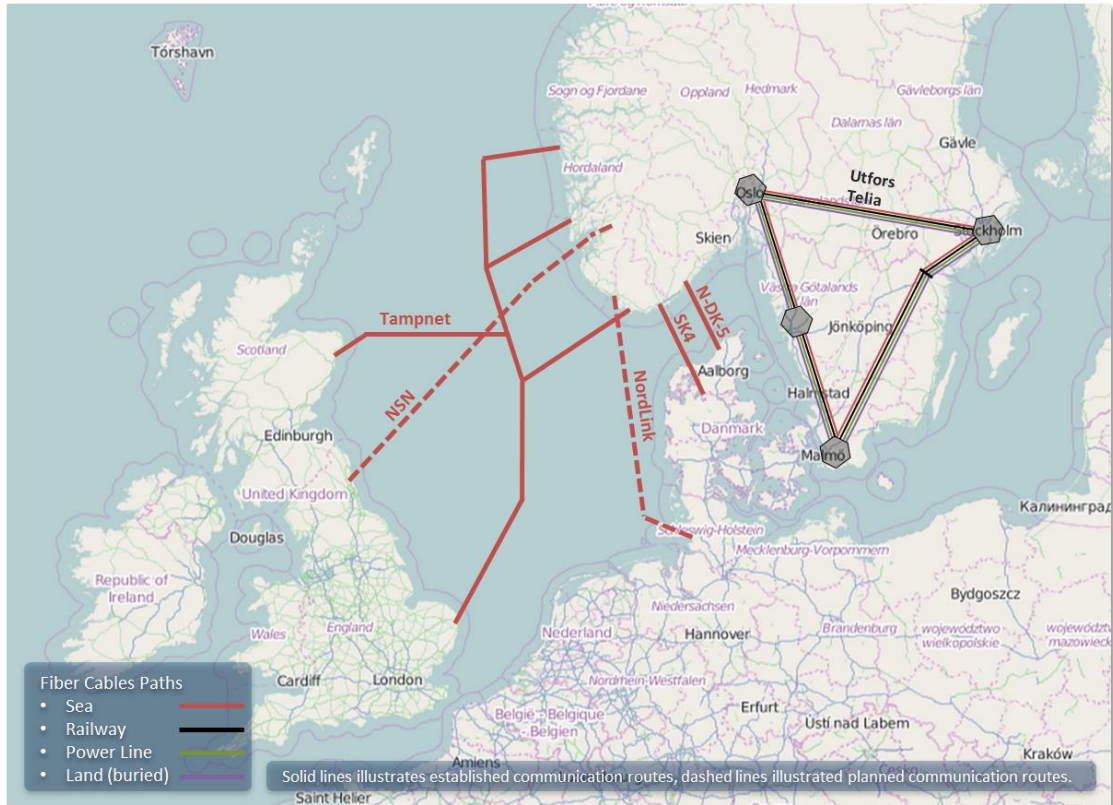 Tórshavn
Sogn og Fjordane
Oppland
Hedmark
Gävleborgs län
Dalarnas län
Gävle
Hordaland
Utfors
Telia
Oslo
Skien
Örebro
Stockholm
Västra Götalands
län
Jönköping
Tampnet
N-DK-5
SK4
Scotland
Aalborg
Halmstad
NSN
NordLink
Danmark
Edinburgh
Malmö
United Kingdom
Калининград
Schleswig-Holstein
Douglas
Mecklenburg-Vorpommern
Republic of
Ireland
Bydgoszcz
Niedersachsen
Wales
England
Nederland
Hannover
Brandenburg
województwo
wielkopolskie
województwo
mazowieckie
Cardiff
London
Nordrhein-Westfalen
Erfurt
Ústí nad Labem
België - Belgique
- Belgien
Kraków
Amiens
Saint Helier
Fiber Cables Paths
• Sea
• Railway
• Power Line
• Land (buried)
Solid lines illustrates established communication routes, dashed lines illustrated planned communication routes.